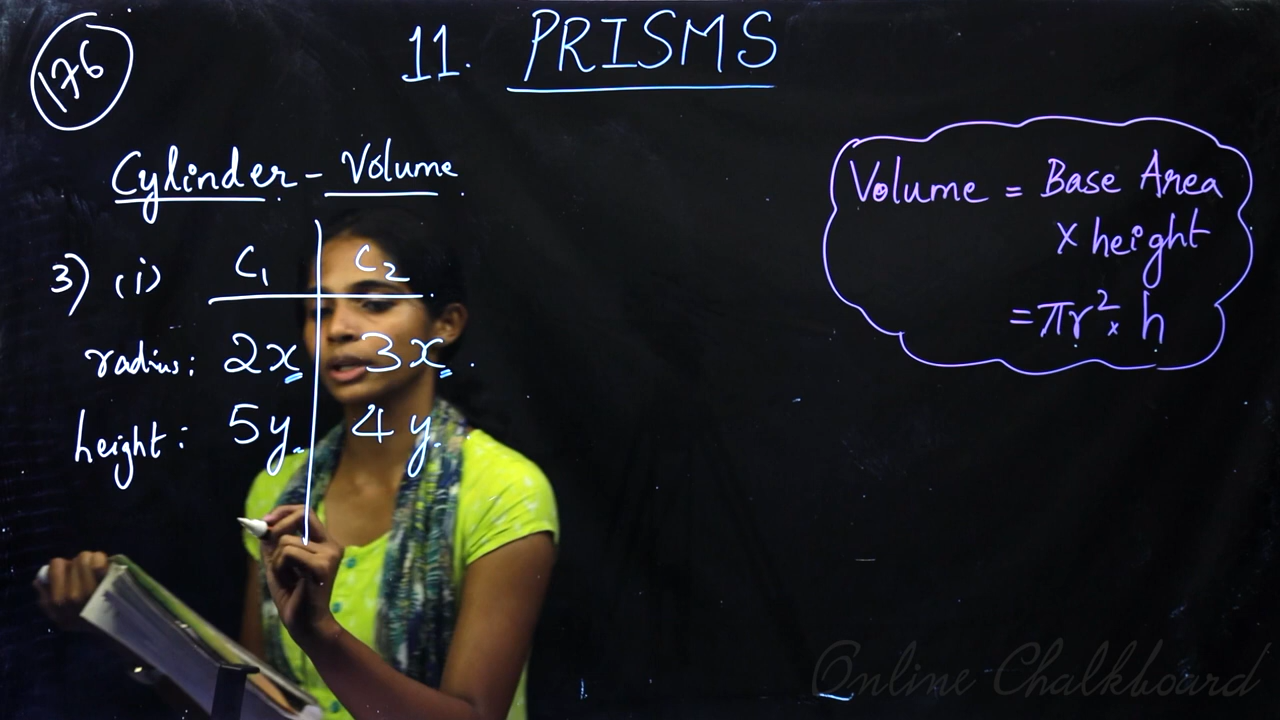 176
11. PRISMS
Cylinder - Volume
3) (i) C₁ C₂
radius: 2x 3x.
height: 5y 4y
Volume = Base Area
x height
= πr² x h
Online Chalkboard